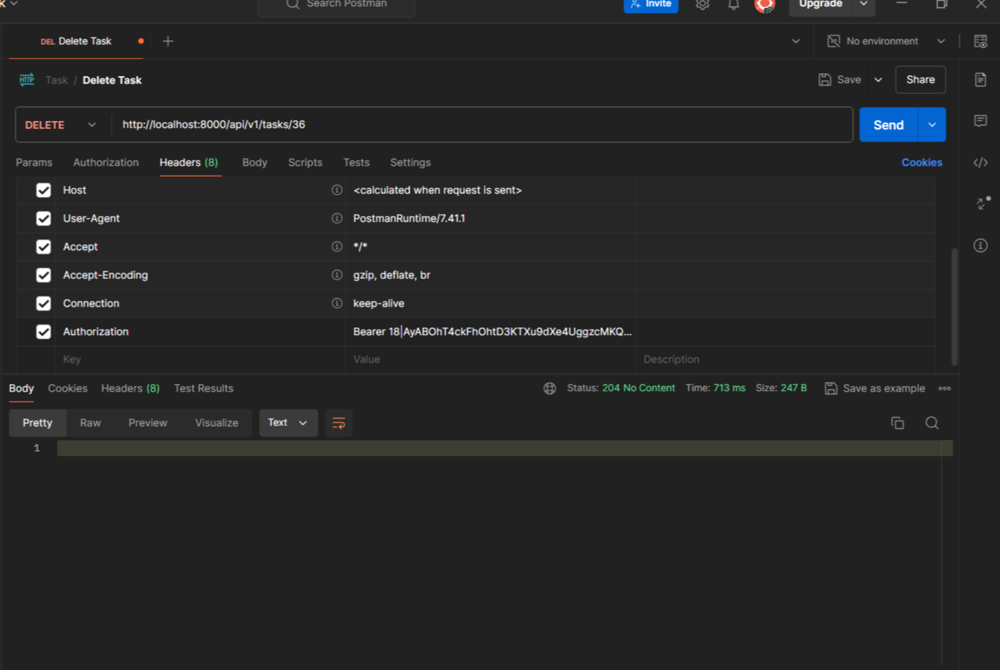 Search Postman
Invite
Upgrade
DEL Delete Task
No environment
HTTP Task / Delete Task
Save
Share
DELETE http://localhost:8000/api/v1/tasks/36
Send
Params Authorization Headers (8) Body Scripts Tests Settings
Cookies
Host <calculated when request is sent>
User-Agent PostmanRuntime/7.41.1
Accept */*
Accept-Encoding gzip, deflate, br
Connection keep-alive
Authorization Bearer 18|AyABOhT4ckFhOhtD3KTXu9dXe4UggzcMKQ...
Key Value Description
Body Cookies Headers (8) Test Results
Status: 204 No Content Time: 713 ms Size: 247 B Save as example
Pretty Raw Preview Visualize Text
1